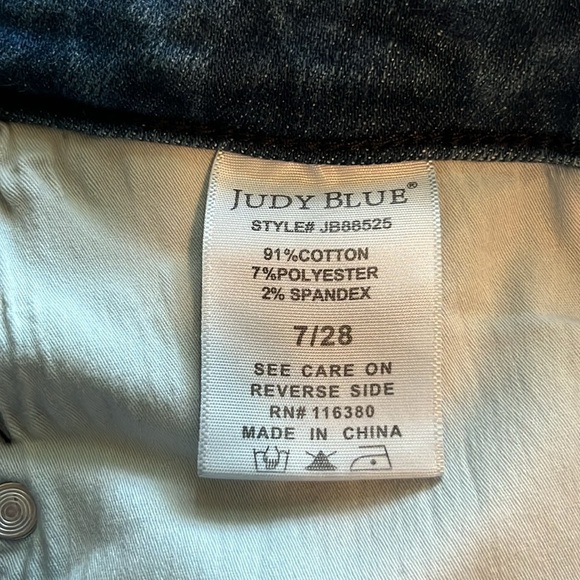 JUDY BLUE®
STYLE# JB88525
91%COTTON
7%POLYESTER
2% SPANDEX
7/28
SEE CARE ON
REVERSE SIDE
RN# 116380
MADE IN CHINA